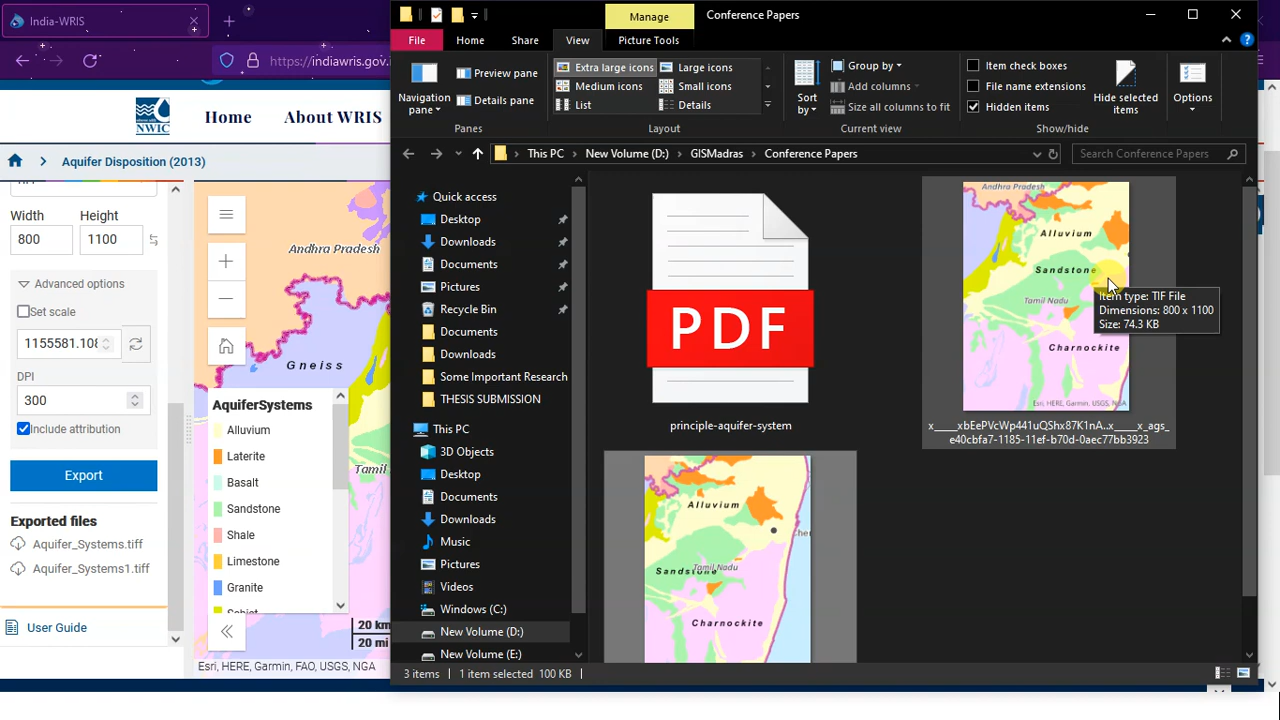 India-WRIS
https://indiawris.gov.
NWIC
Home
About WRIS
Aquifer Disposition (2013)
Width
Height
800
1100
Advanced options
Set scale
1155581.108
DPI
300
Include attribution
Export
Exported files
Aquifer_Systems.tiff
Aquifer_Systems1.tiff
User Guide
Andhra Pradesh
Gneiss
Tamil
AquiferSystems
Alluvium
Laterite
Basalt
Sandstone
Shale
Limestone
Granite
Schist
20 km
20 mi
Esri, HERE, Garmin, FAO, USGS, NGA
Manage
Conference Papers
File
Home
Share
View
Picture Tools
Navigation
pane
Preview pane
Details pane
Panes
Extra large icons
Large icons
Medium icons
Small icons
List
Details
Layout
Sort
by
Group by
Add columns
Size all columns to fit
Current view
Item check boxes
File name extensions
Hidden items
Hide selected
items
Show/hide
Options
This PC
New Volume (D:)
GISMadras
Conference Papers
Search Conference Papers
Quick access
Desktop
Downloads
Documents
Pictures
Recycle Bin
Documents
Downloads
Some Important Research
THESIS SUBMISSION
This PC
3D Objects
Desktop
Documents
Downloads
Music
Pictures
Videos
Windows (C:)
New Volume (D:)
New Volume (E:)
PDF
principle-aquifer-system
Andhra Pradesh
Alluvium
Sandstone
Tamil Nadu
Charnockite
Esri, HERE, Garmin, USGS, NGA
Item type: TIF File
Dimensions: 800 x 1100
Size: 74.3 KB
x____xbEePVcWp441uQShx87K1nA..x____x_ags_
e40cbfa7-1185-11ef-b70d-0aec77bb3923
Alluvium
Cher
Sandstone
Tamil Nadu
Charnockite
3 items
1 item selected 100 KB